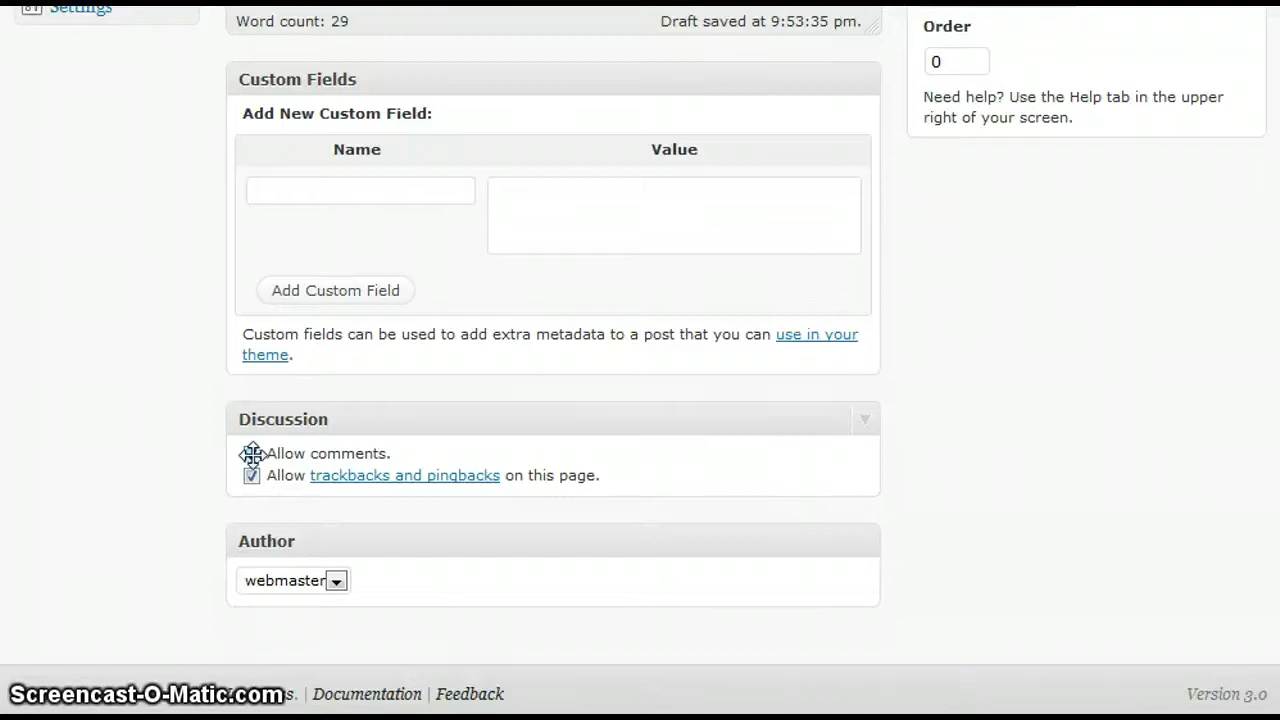 Settings
Word count: 29
Draft saved at 9:53:35 pm.
Order
0
Need help? Use the Help tab in the upper
right of your screen.
Custom Fields
Add New Custom Field:
Name Value
Add Custom Field
Custom fields can be used to add extra metadata to a post that you can use in your
theme.
Discussion
Allow comments.
Allow trackbacks and pingbacks on this page.
Author
webmaster
Screencast-O-Matic.com
| Documentation | Feedback
Version 3.0